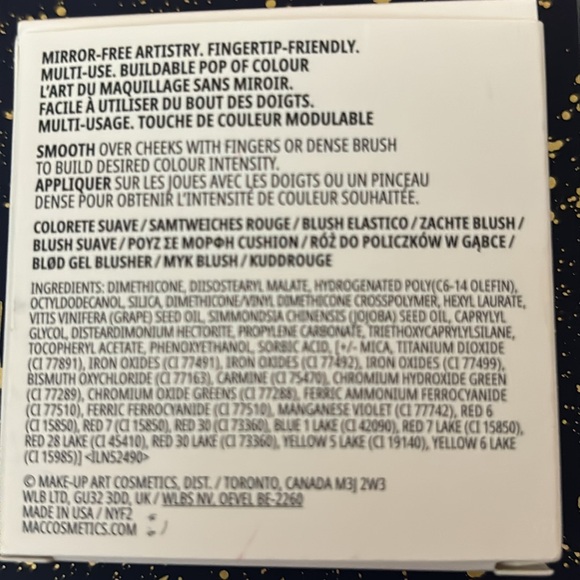 MIRROR-FREE ARTISTRY. FINGERTIP-FRIENDLY.
MULTI-USE. BUILDABLE POP OF COLOUR
L'ART DU MAQUILLAGE SANS MIROIR.
FACILE À UTILISER DU BOUT DES DOIGTS.
MULTI-USAGE. TOUCHE DE COULEUR MODULABLE
SMOOTH OVER CHEEKS WITH FINGERS OR DENSE BRUSH
TO BUILD DESIRED COLOUR INTENSITY.
APPLIQUER SUR LES JOUES AVEC LES DOIGTS OU UN PINCEAU
DENSE POUR OBTENIR L'INTENSITÉ DE COULEUR SOUHAITÉE.
COLORETE SUAVE / SAMTWEICHES ROUGE / BLUSH ELASTICO / ZACHTE BLUSH /
BLUSH SUAVE / ΡΟΥΖ ΣΕ ΜΟΡΦΗ CUSHION / RÓŻ DO POLICZKÓW W GĄBCE /
BLØD GEL BLUSHER / MYK BLUSH / KUDDROUGE
INGREDIENTS: DIMETHICONE, DIISOSTEARYL MALATE, HYDROGENATED POLY(C6-14 OLEFIN),
OCTYLDODECANOL, SILICA, DIMETHICONE/VINYL DIMETHICONE CROSSPOLYMER, HEXYL LAURATE,
VITIS VINIFERA (GRAPE) SEED OIL, SIMMONDSIA CHINENSIS (JOJOBA) SEED OIL, CAPRYLYL
GLYCOL, DISTEARDIMONIUM HECTORITE, PROPYLENE CARBONATE, TRIETHOXYCAPRYLYLSILANE,
TOCOPHERYL ACETATE, PHENOXYETHANOL, SORBIC ACID, [+/- MICA, TITANIUM DIOXIDE
(CI 77891), IRON OXIDES (CI 77491), IRON OXIDES (CI 77492), IRON OXIDES (CI 77499),
BISMUTH OXYCHLORIDE (CI 77163), CARMINE (CI 75470), CHROMIUM HYDROXIDE GREEN
(CI 77289), CHROMIUM OXIDE GREENS (CI 77288), FERRIC AMMONIUM FERROCYANIDE
(CI 77510), FERRIC FERROCYANIDE (CI 77510), MANGANESE VIOLET (CI 77742), RED 6
(CI 15850), RED 7 (CI 15850), RED 30 (CI 73360), BLUE 1 LAKE (CI 42090), RED 7 LAKE (CI 15850),
RED 28 LAKE (CI 45410), RED 30 LAKE (CI 73360), YELLOW 5 LAKE (CI 19140), YELLOW 6 LAKE
(CI 15985)] <ILN52490>
© MAKE-UP ART COSMETICS, DIST. / TORONTO, CANADA M3J 2W3
WLB LTD, GU32 3DD, UK / WLBS NV, OEVEL BE-2260
MADE IN USA / NYF2
MACCOSMETICS.COM